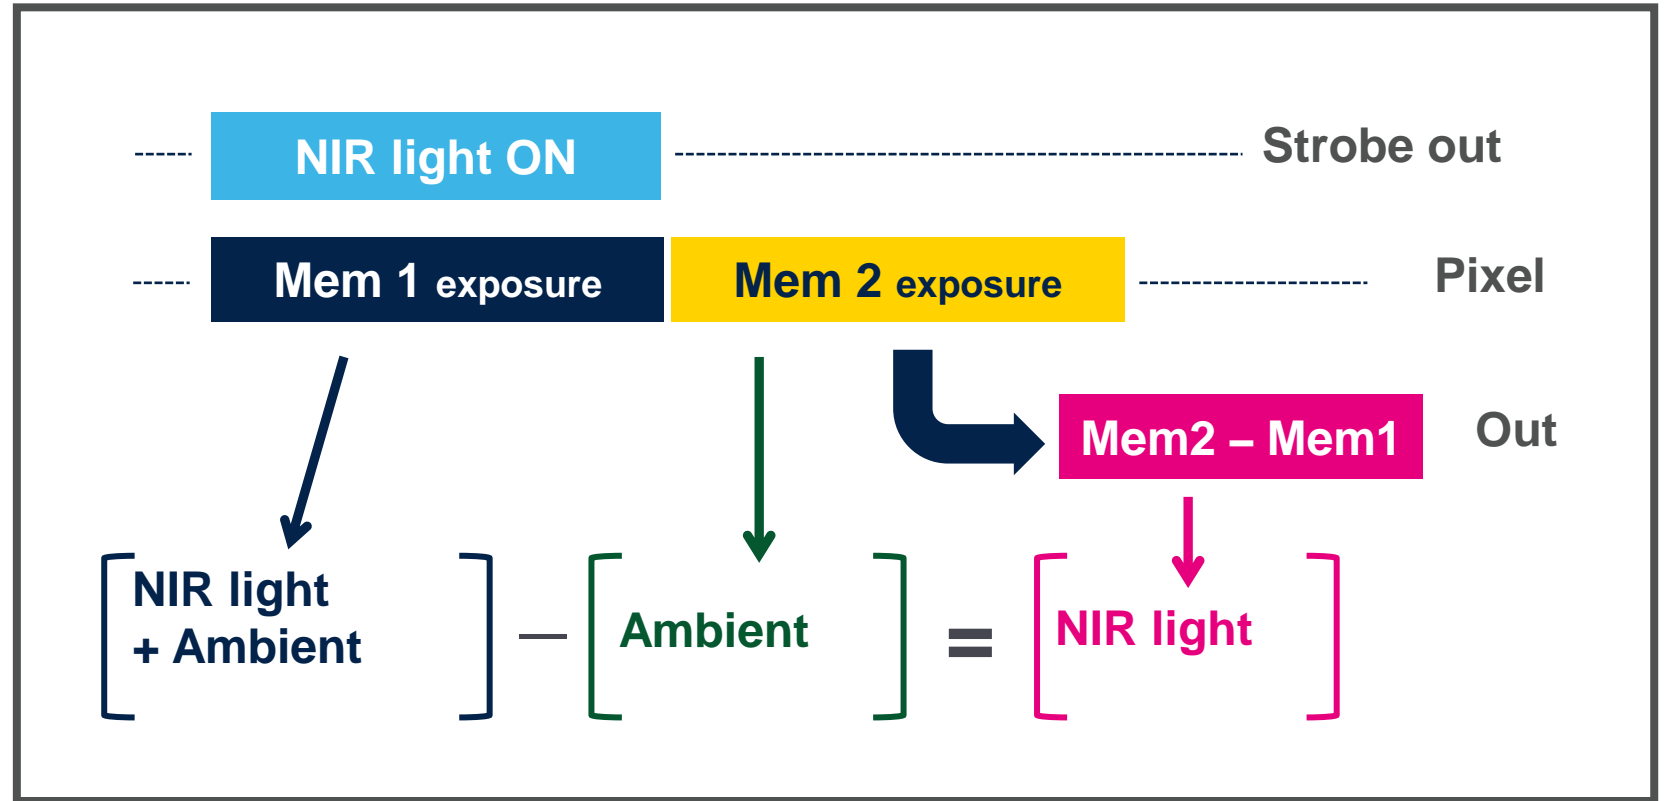 NIR light ON
Strobe out
Mem 1 exposure
Mem 2 exposure
Pixel
Mem2 – Mem1
Out
NIR light
+ Ambient
—
Ambient
=
NIR light